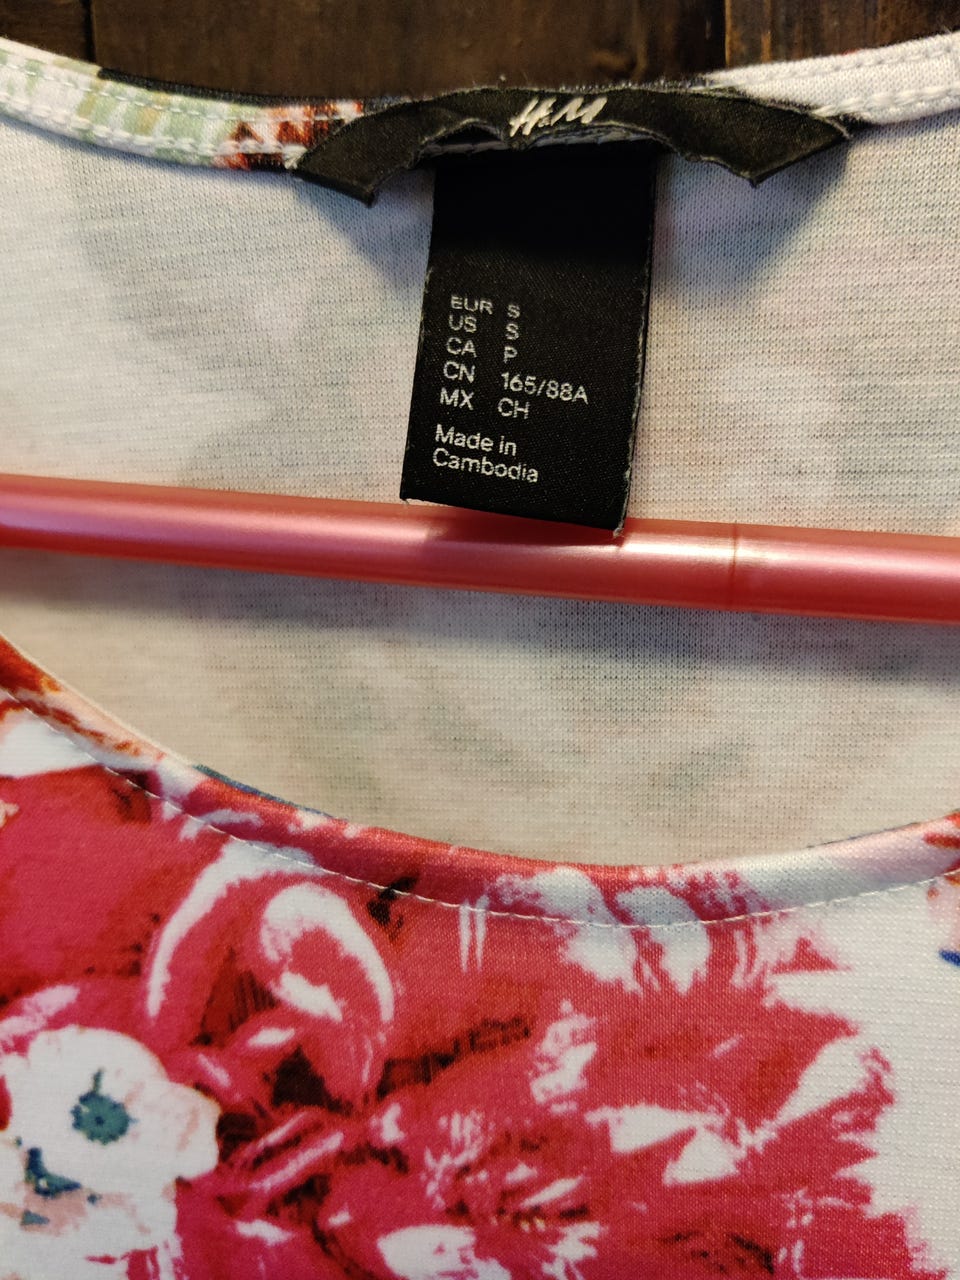 H&M
EUR S
US S
CA P
CN 165/88A
MX CH
Made in
Cambodia